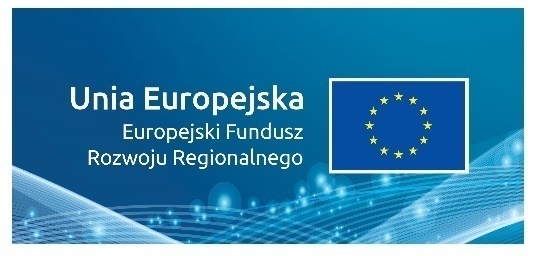 Unia Europejska
Europejski Fundusz
Rozwoju Regionalnego